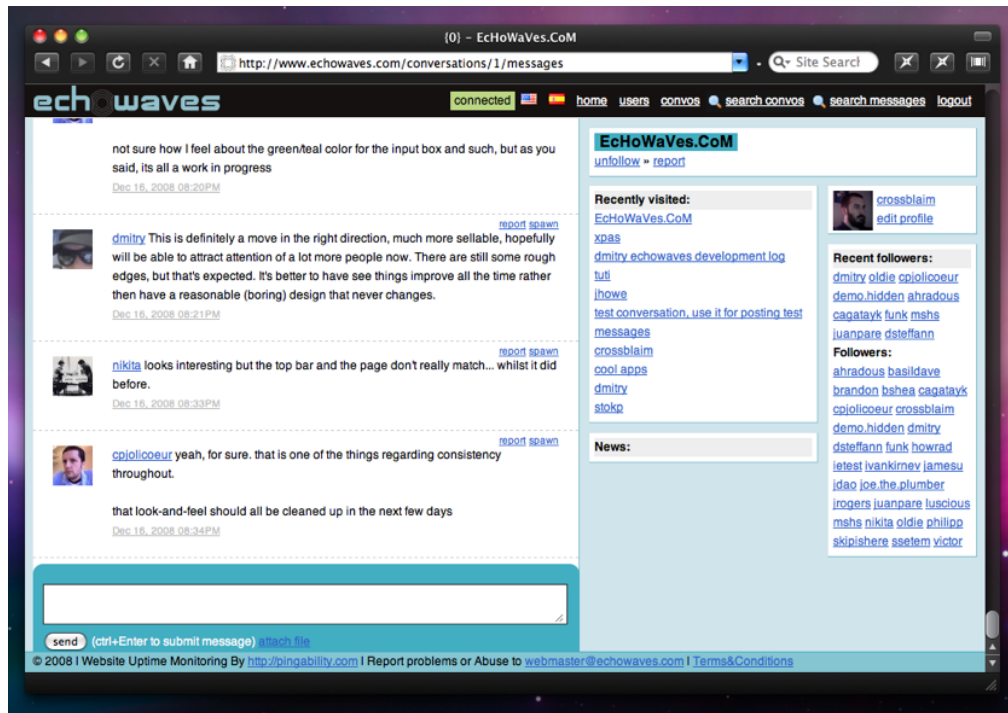 {0} – EcHoWaVes.CoM
http://www.echowaves.com/conversations/1/messages
Site Search
echowaves
connected
home users convos search convos search messages logout
not sure how I feel about the green/teal color for the input box and such, but as you
said, its all a work in progress
Dec 16, 2008 08:20PM
report spawn
dmitry This is definitely a move in the right direction, much more sellable, hopefully
will be able to attract attention of a lot more people now. There are still some rough
edges, but that's expected. It's better to have see things improve all the time rather
then have a reasonable (boring) design that never changes.
Dec 16, 2008 08:21PM
report spawn
nikita looks interesting but the top bar and the page don't really match... whilst it did
before.
Dec 16, 2008 08:33PM
report spawn
cpjolicoeur yeah, for sure. that is one of the things regarding consistency
throughout.
that look-and-feel should all be cleaned up in the next few days
Dec 16, 2008 08:34PM
send (ctrl+Enter to submit message) attach file
EcHoWaVes.CoM
unfollow » report
Recently visited:
EcHoWaVes.CoM
xpas
dmitry echowaves development log
tuti
jhowe
test conversation, use it for posting test
messages
crossblaim
cool apps
dmitry
stokp
News:
crossblaim
edit profile
Recent followers:
dmitry oldie cpjolicoeur
demo.hidden ahradous
cagatayk funk mshs
juanpare dsteffann
Followers:
ahradous basildave
brandon bshea cagatayk
cpjolicoeur crossblaim
demo.hidden dmitry
dsteffann funk howrad
ietest ivankirnev jamesu
jdao joe.the.plumber
jrogers juanpare luscious
mshs nikita oldie philipp
skipishere ssetem victor
© 2008 I Website Uptime Monitoring By http://pingability.com I Report problems or Abuse to webmaster@echowaves.com I Terms&Conditions